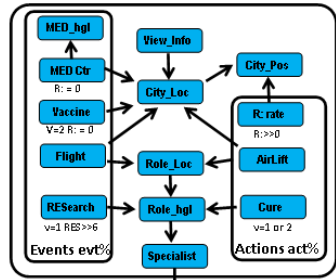 MED_hgl
View_Info
MED Ctr
City_Pos
R: = 0
City_Loc
Vaccine
V=2 R: = 0
R: rate
R:>>0
Flight
Role_Loc
AirLift
RESearch
Role_hgl
Cure
v=1 RES>>6
v=1 or 2
Events evt%
Specialist
Actions act%